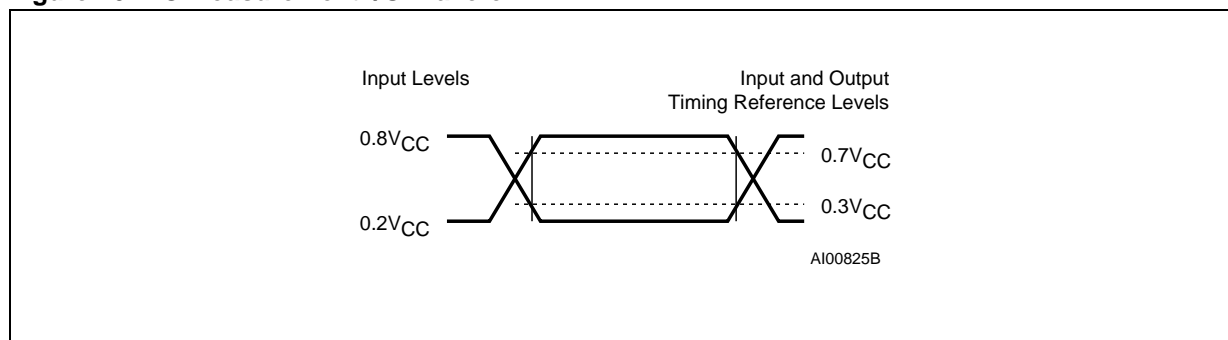 Input Levels
Input and Output
Timing Reference Levels
0.8VCC
0.7VCC
0.3VCC
0.2VCC
AI00825B